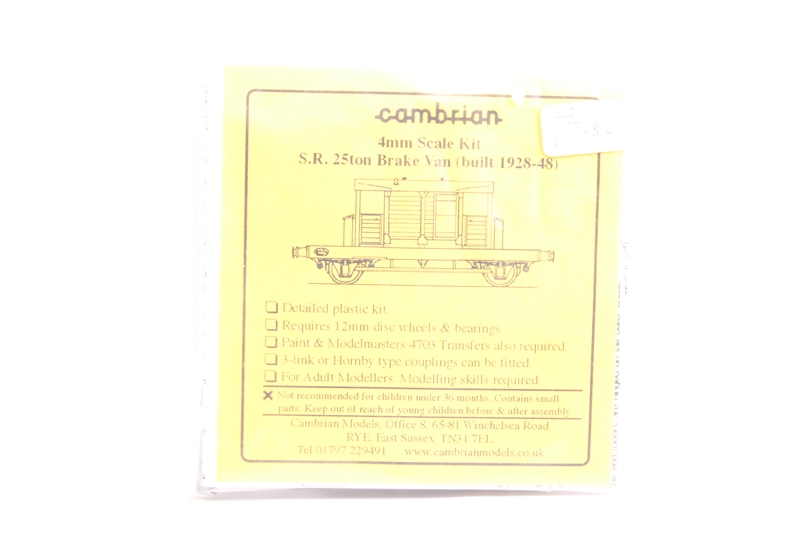 cambrian
4mm Scale Kit
S.R. 25ton Brake Van (built 1928-48)
❏ Detailed plastic kit.
❏ Requires 12mm disc wheels & bearings.
❏ Paint & Modelmasters 4703 Transfers also required.
❏ 3-link or Hornby type couplings can be fitted.
❏ For Adult Modellers. Modelling skills required.
✕ Not recommended for children under 36 months. Contains small
parts. Keep out of reach of young children before & after assembly
Cambrian Models. Office 8. 65-81 Winchelsea Road
RYE. East Sussex. TN31 7EL.
Tel 01797 229491 www.cambrianmodels.co.uk